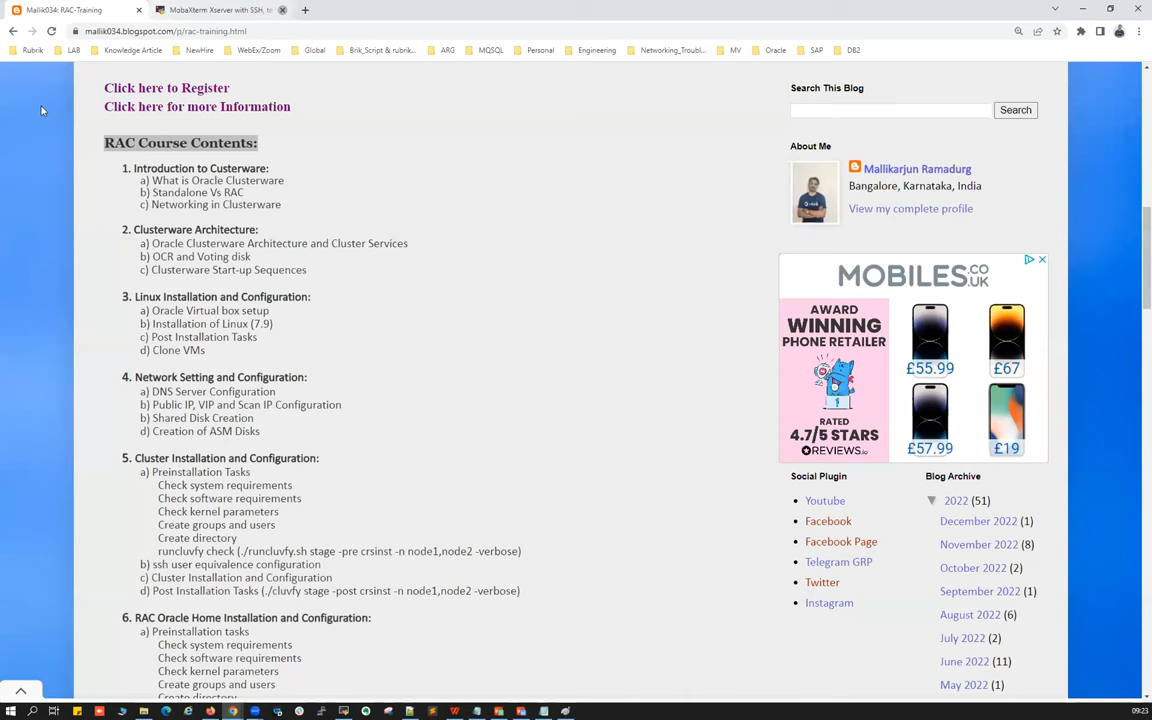 Mallik034: RAC-Training
MobaXterm Xserver with SSH, te
mallik034.blogspot.com/p/rac-training.html
Rubrik
LAB
Knowledge Article
NewHire
WebEx/Zoom
Global
Brik_Script & rubrik...
ARG
MQSQL
Personal
Engineering
Networking_Troubl...
MV
Oracle
SAP
DB2
Click here to Register
Click here for more Information
RAC Course Contents:
1. Introduction to Custerware:
a) What is Oracle Clusterware
b) Standalone Vs RAC
c) Networking in Clusterware
2. Clusterware Architecture:
a) Oracle Clusterware Architecture and Cluster Services
b) OCR and Voting disk
c) Clusterware Start-up Sequences
3. Linux Installation and Configuration:
a) Oracle Virtual box setup
b) Installation of Linux (7.9)
c) Post Installation Tasks
d) Clone VMs
4. Network Setting and Configuration:
a) DNS Server Configuration
b) Public IP, VIP and Scan IP Configuration
b) Shared Disk Creation
d) Creation of ASM Disks
5. Cluster Installation and Configuration:
a) Preinstallation Tasks
Check system requirements
Check software requirements
Check kernel parameters
Create groups and users
Create directory
runcluvfy check (./runcluvfy.sh stage -pre crsinst -n node1,node2 -verbose)
b) ssh user equivalence configuration
c) Cluster Installation and Configuration
d) Post Installation Tasks (./cluvfy stage -post crsinst -n node1,node2 -verbose)
6. RAC Oracle Home Installation and Configuration:
a) Preinstallation tasks
Check system requirements
Check software requirements
Check kernel parameters
Create groups and users
Create directory
Search This Blog
Search
About Me
Mallikarjun Ramadurg
Bangalore, Karnataka, India
View my complete profile
MOBILES.CO.UK
AWARD
WINNING
PHONE RETAILER
RATED
4.7/5 STARS
REVIEWS.io
£55.99
£67
£57.99
£19
Social Plugin
Youtube
Facebook
Facebook Page
Telegram GRP
Twitter
Instagram
Blog Archive
2022 (51)
December 2022 (1)
November 2022 (8)
October 2022 (2)
September 2022 (1)
August 2022 (6)
July 2022 (2)
June 2022 (11)
May 2022 (1)
09:23